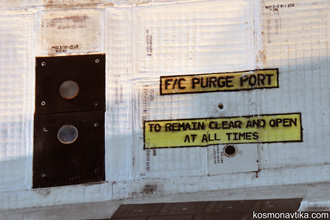 F/C PURGE PORT
TO REMAIN CLEAR AND OPEN
AT ALL TIMES
kosmonavtika.com